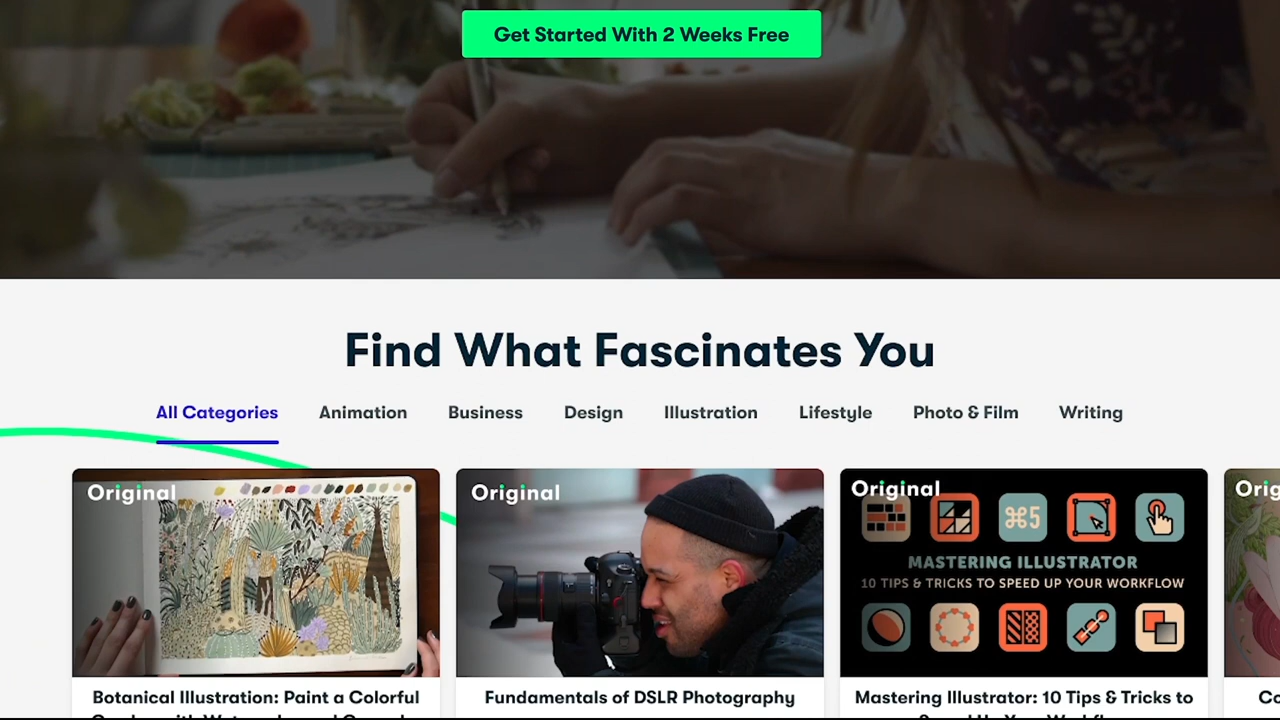 Get Started With 2 Weeks Free
Find What Fascinates You
All Categories
Animation
Business
Design
Illustration
Lifestyle
Photo & Film
Writing
Original
Original
Original
⌘5
MASTERING ILLUSTRATOR
10 TIPS & TRICKS TO SPEED UP YOUR WORKFLOW
Botanical Illustration: Paint a Colorful
Fundamentals of DSLR Photography
Mastering Illustrator: 10 Tips & Tricks to